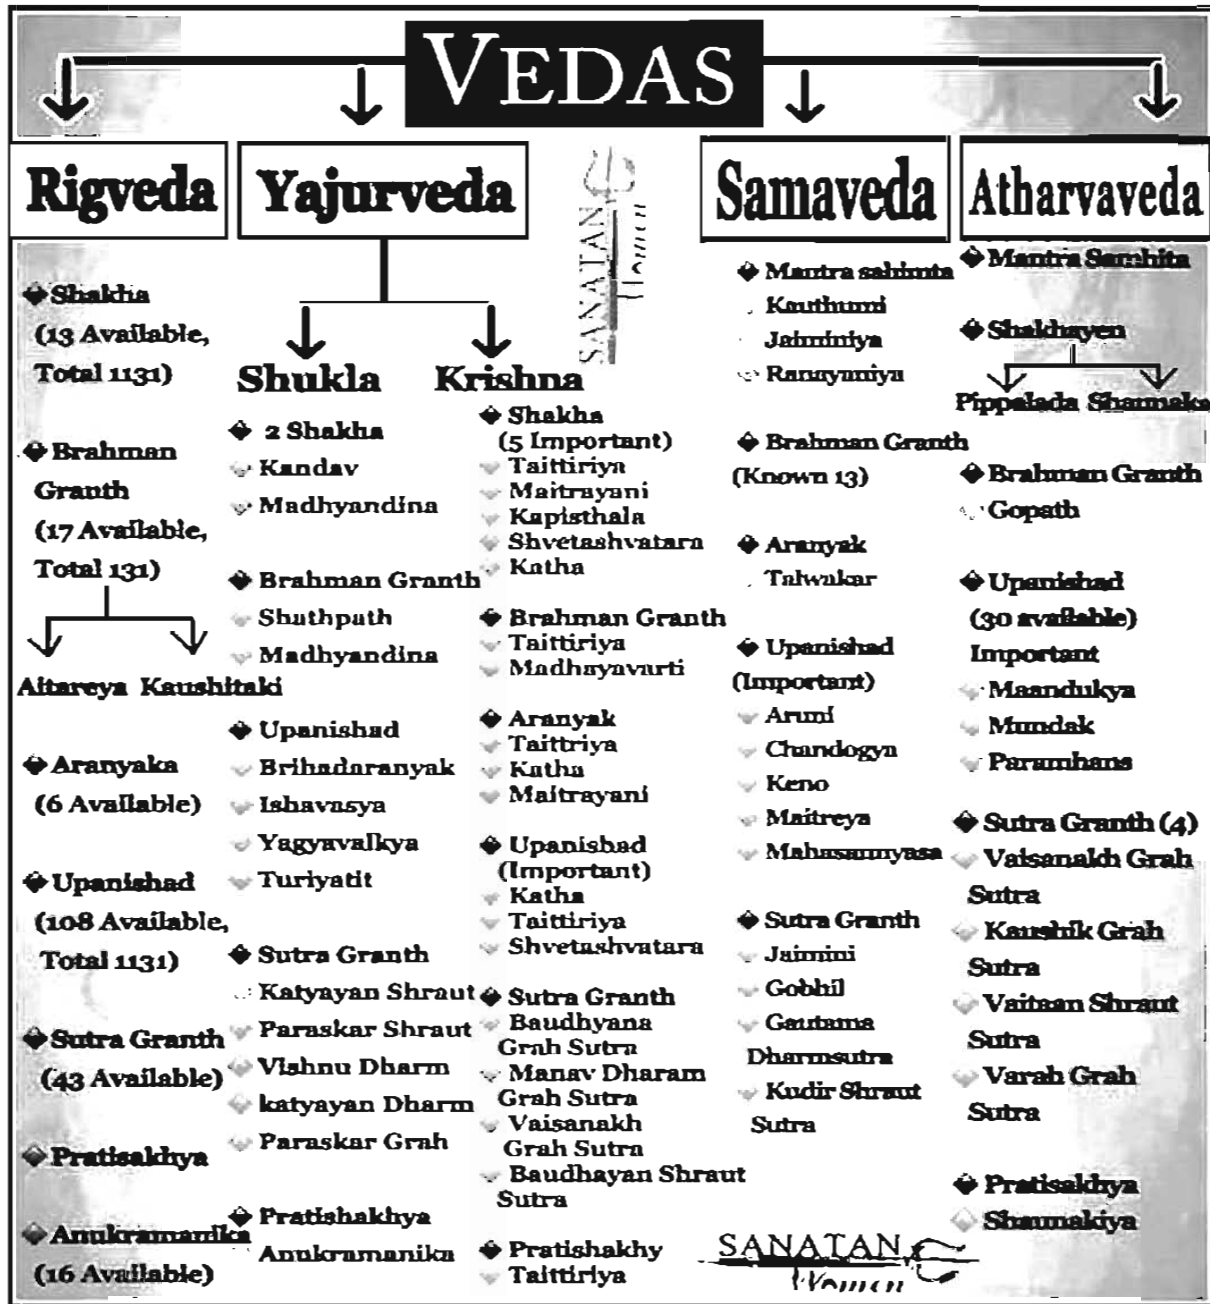 VEDAS
Rigveda
Shakha
(13 Available,
Total 1131)
Brahman
Granth
(17 Available,
Total 131)
Aitareya Kaushitaki
Aranyaka
(6 Available)
Upanishad
(108 Available,
Total 1131)
Sutra Granth
(43 Available)
Pratisakhya
Anukramanika
(16 Available)
Yajurveda
Shukla
2 Shakha
Kandav
Madhyandina
Brahman Granth
Shathpath
Madhyandina
Upanishad
Brihadaranyak
Ishavasya
Yagyavalkya
Turiyatit
Sutra Granth
Katyayan Shraut
Paraskar Shraut
Vishnu Dharm
katyayan Dharm
Paraskar Grah
Pratishakhya
Anukramanika
Krishna
Shakha
(5 Important)
Taittiriya
Maitrayani
Kapisthala
Shvetashvatara
Katha
Brahman Granth
Taittiriya
Madhayavarti
Aranyak
Taittriya
Katha
Maitrayani
Upanishad
(Important)
Katha
Taittiriya
Shvetashvatara
Sutra Granth
Baudhyana
Grah Sutra
Manav Dharam
Grah Sutra
Vaisanakh
Grah Sutra
Baudhayan Shraut
Sutra
Pratishakhy
Taittiriya
SANATAN
Women
Samaveda
Mantra sahimta
Kauthumi
Jaiminiya
Ranayaniya
Brahman Granth
(Known 13)
Aranyak
Talwakar
Upanishad
(Important)
Aruni
Chandogya
Keno
Maitreya
Mahasannyasa
Sutra Granth
Jaimini
Gobhil
Gautama
Dharmsutra
Kudir Shraut
Sutra
Atharvaveda
Mantra Samhita
Shakhayen
Pippalada Shaunaka
Brahman Granth
Gopath
Upanishad
(30 available)
Important
Maandukya
Mundak
Paramhans
Sutra Granth (4)
Vaisanakh Grah
Sutra
Kaushik Grah
Sutra
Vaitaan Shraut
Sutra
Varah Grah
Sutra
Pratisakhya
Shaunakiya
SANATAN
Women